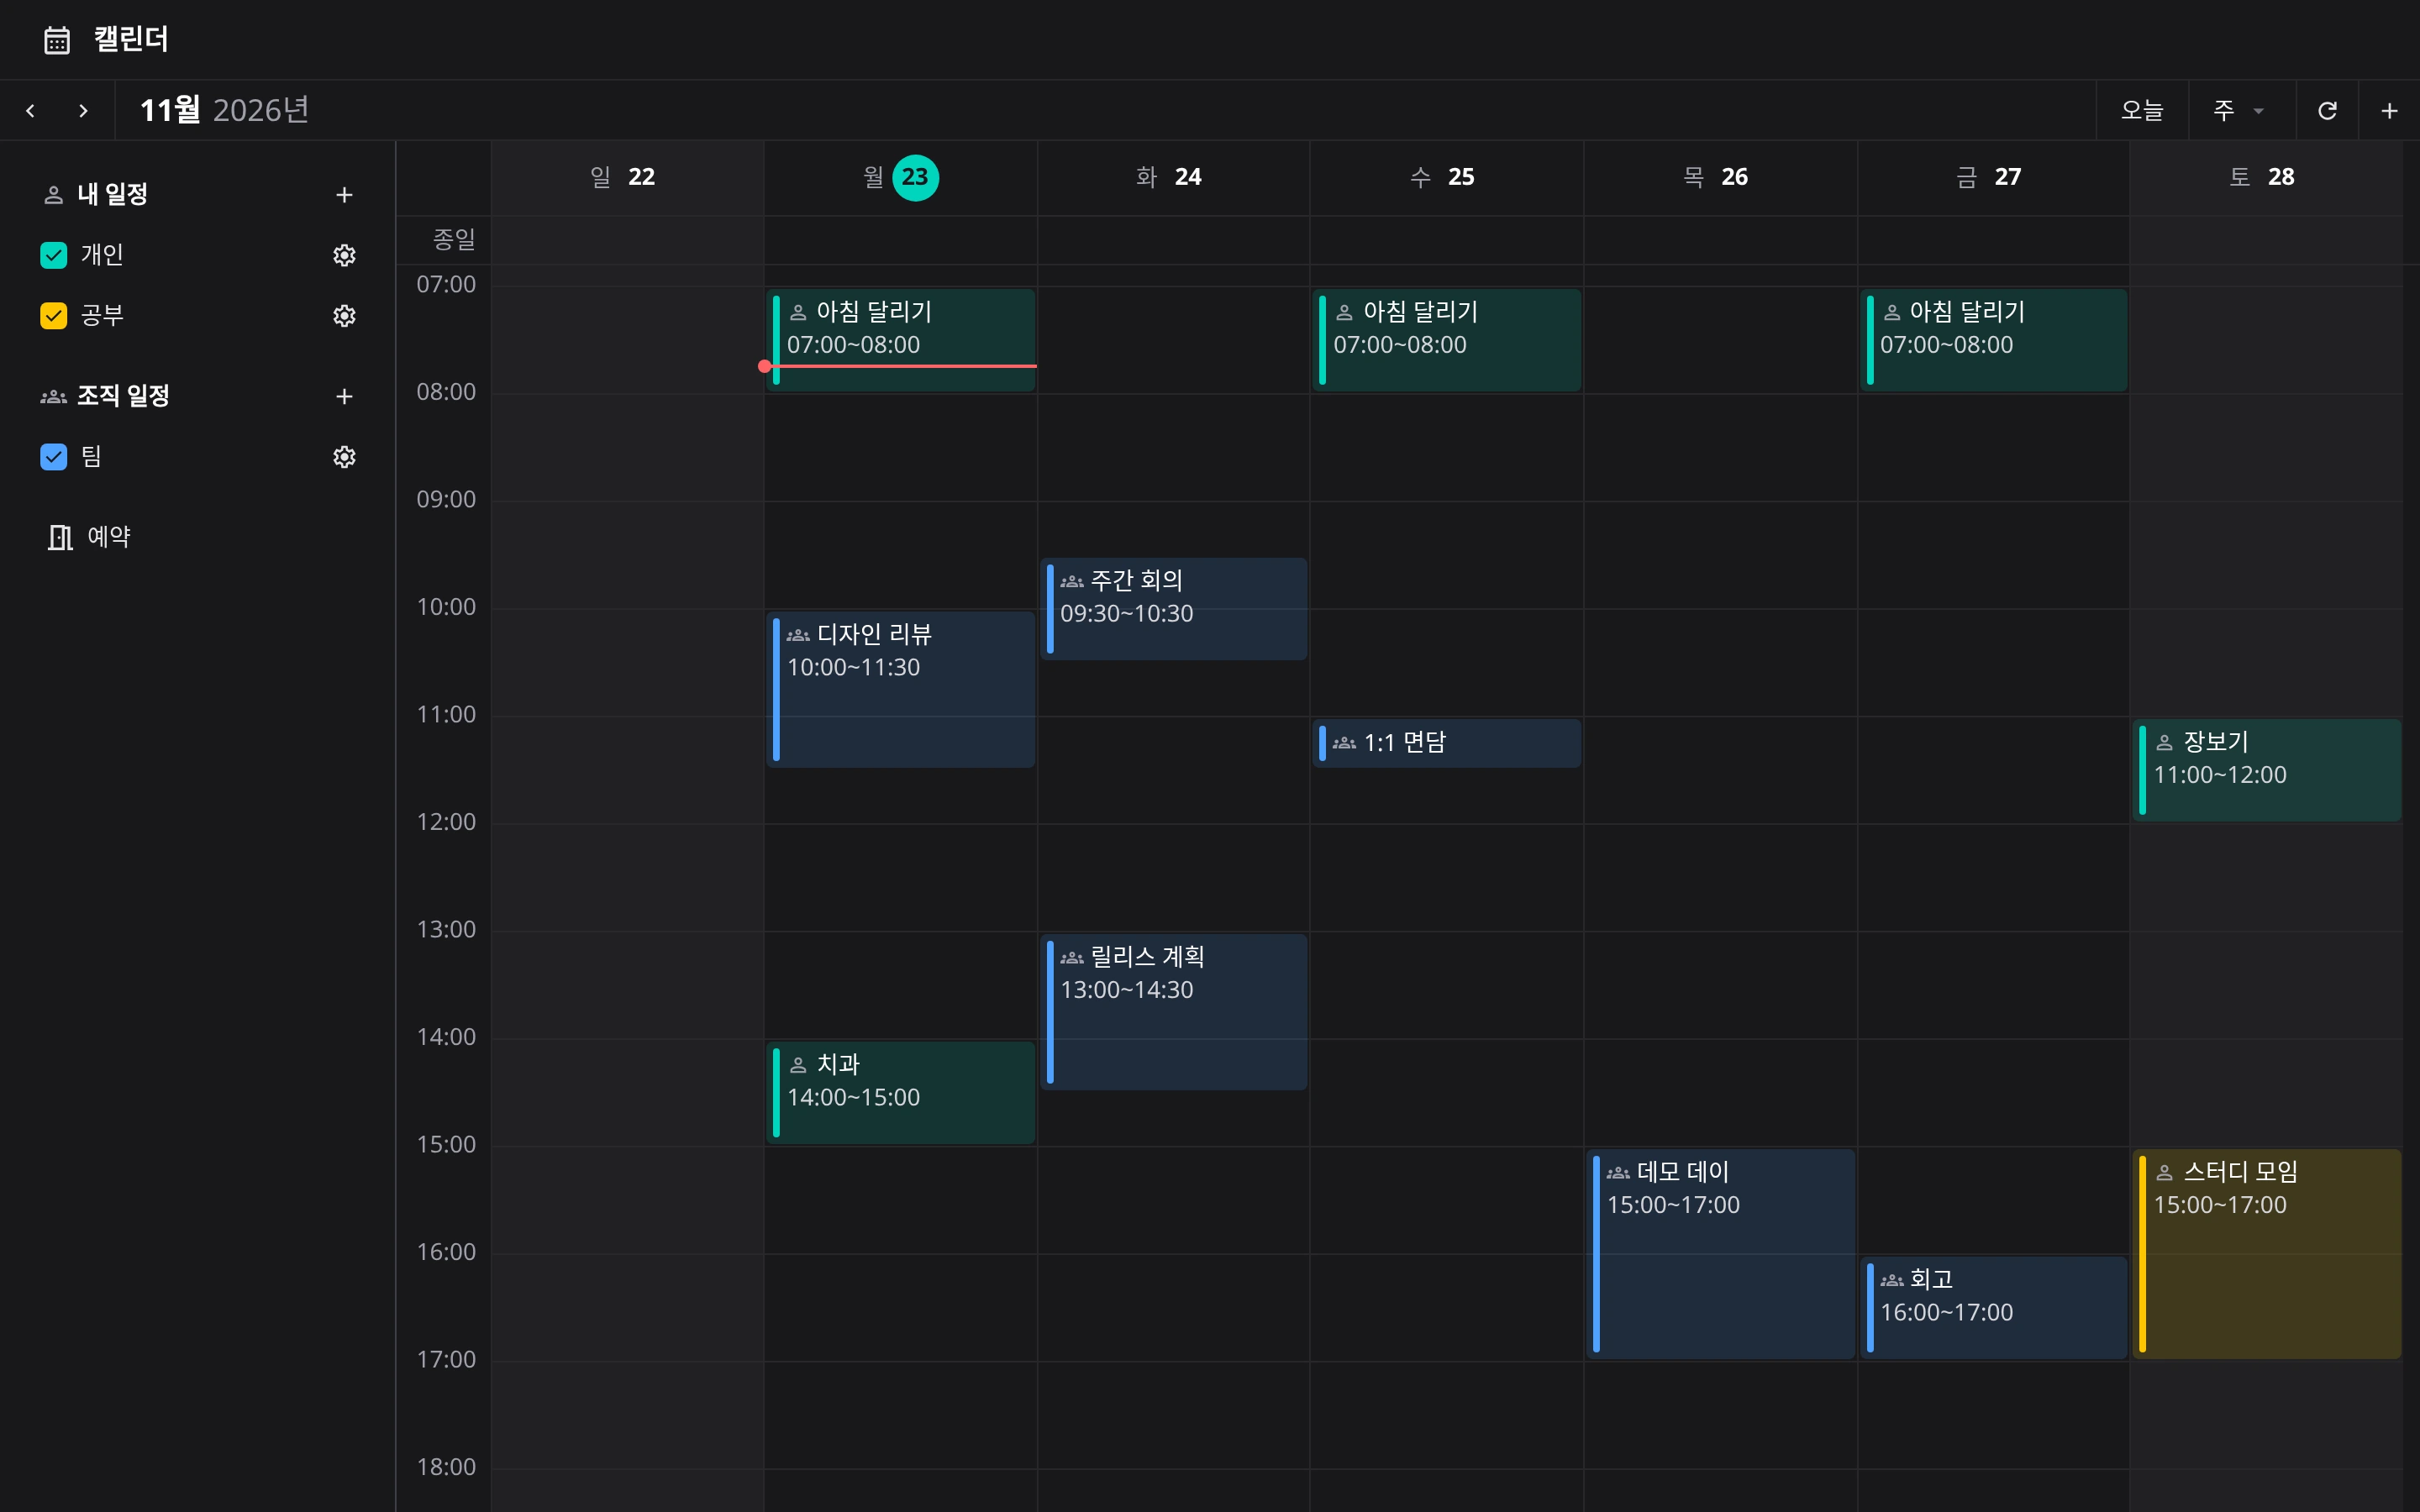 캘린더
11월 2026년
오늘
주
내 일정
개인
공부
조직 일정
팀
예약
일 22
월 23
화 24
수 25
목 26
금 27
토 28
종일
07:00
08:00
09:00
10:00
11:00
12:00
13:00
14:00
15:00
16:00
17:00
18:00
아침 달리기
07:00~08:00
디자인 리뷰
10:00~11:30
치과
14:00~15:00
주간 회의
09:30~10:30
릴리스 계획
13:00~14:30
아침 달리기
07:00~08:00
1:1 면담
데모 데이
15:00~17:00
아침 달리기
07:00~08:00
회고
16:00~17:00
장보기
11:00~12:00
스터디 모임
15:00~17:00